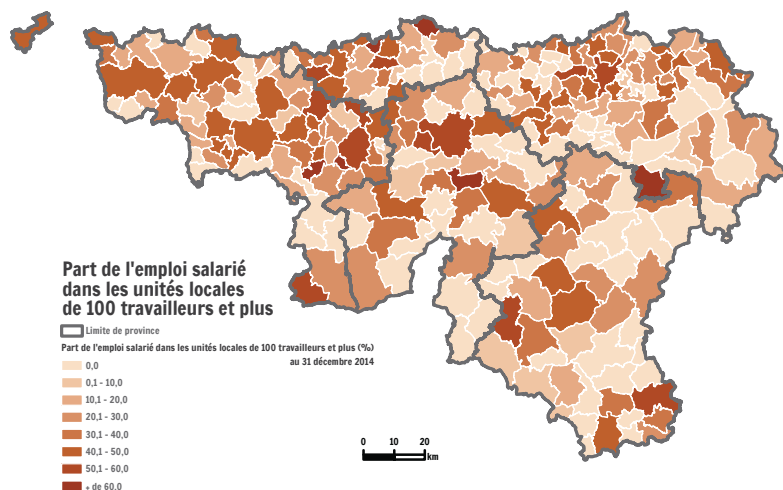 Part de l'emploi salarié
dans les unités locales
de 100 travailleurs et plus
Limite de province
Part de l'emploi salarié dans les unités locales de 100 travailleurs et plus (%)
au 31 décembre 2014
0,0
0,1 - 10,0
10,1 - 20,0
20,1 - 30,0
30,1 - 40,0
40,1 - 50,0
50,1 - 60,0
+ de 60,0
0 10 20
km